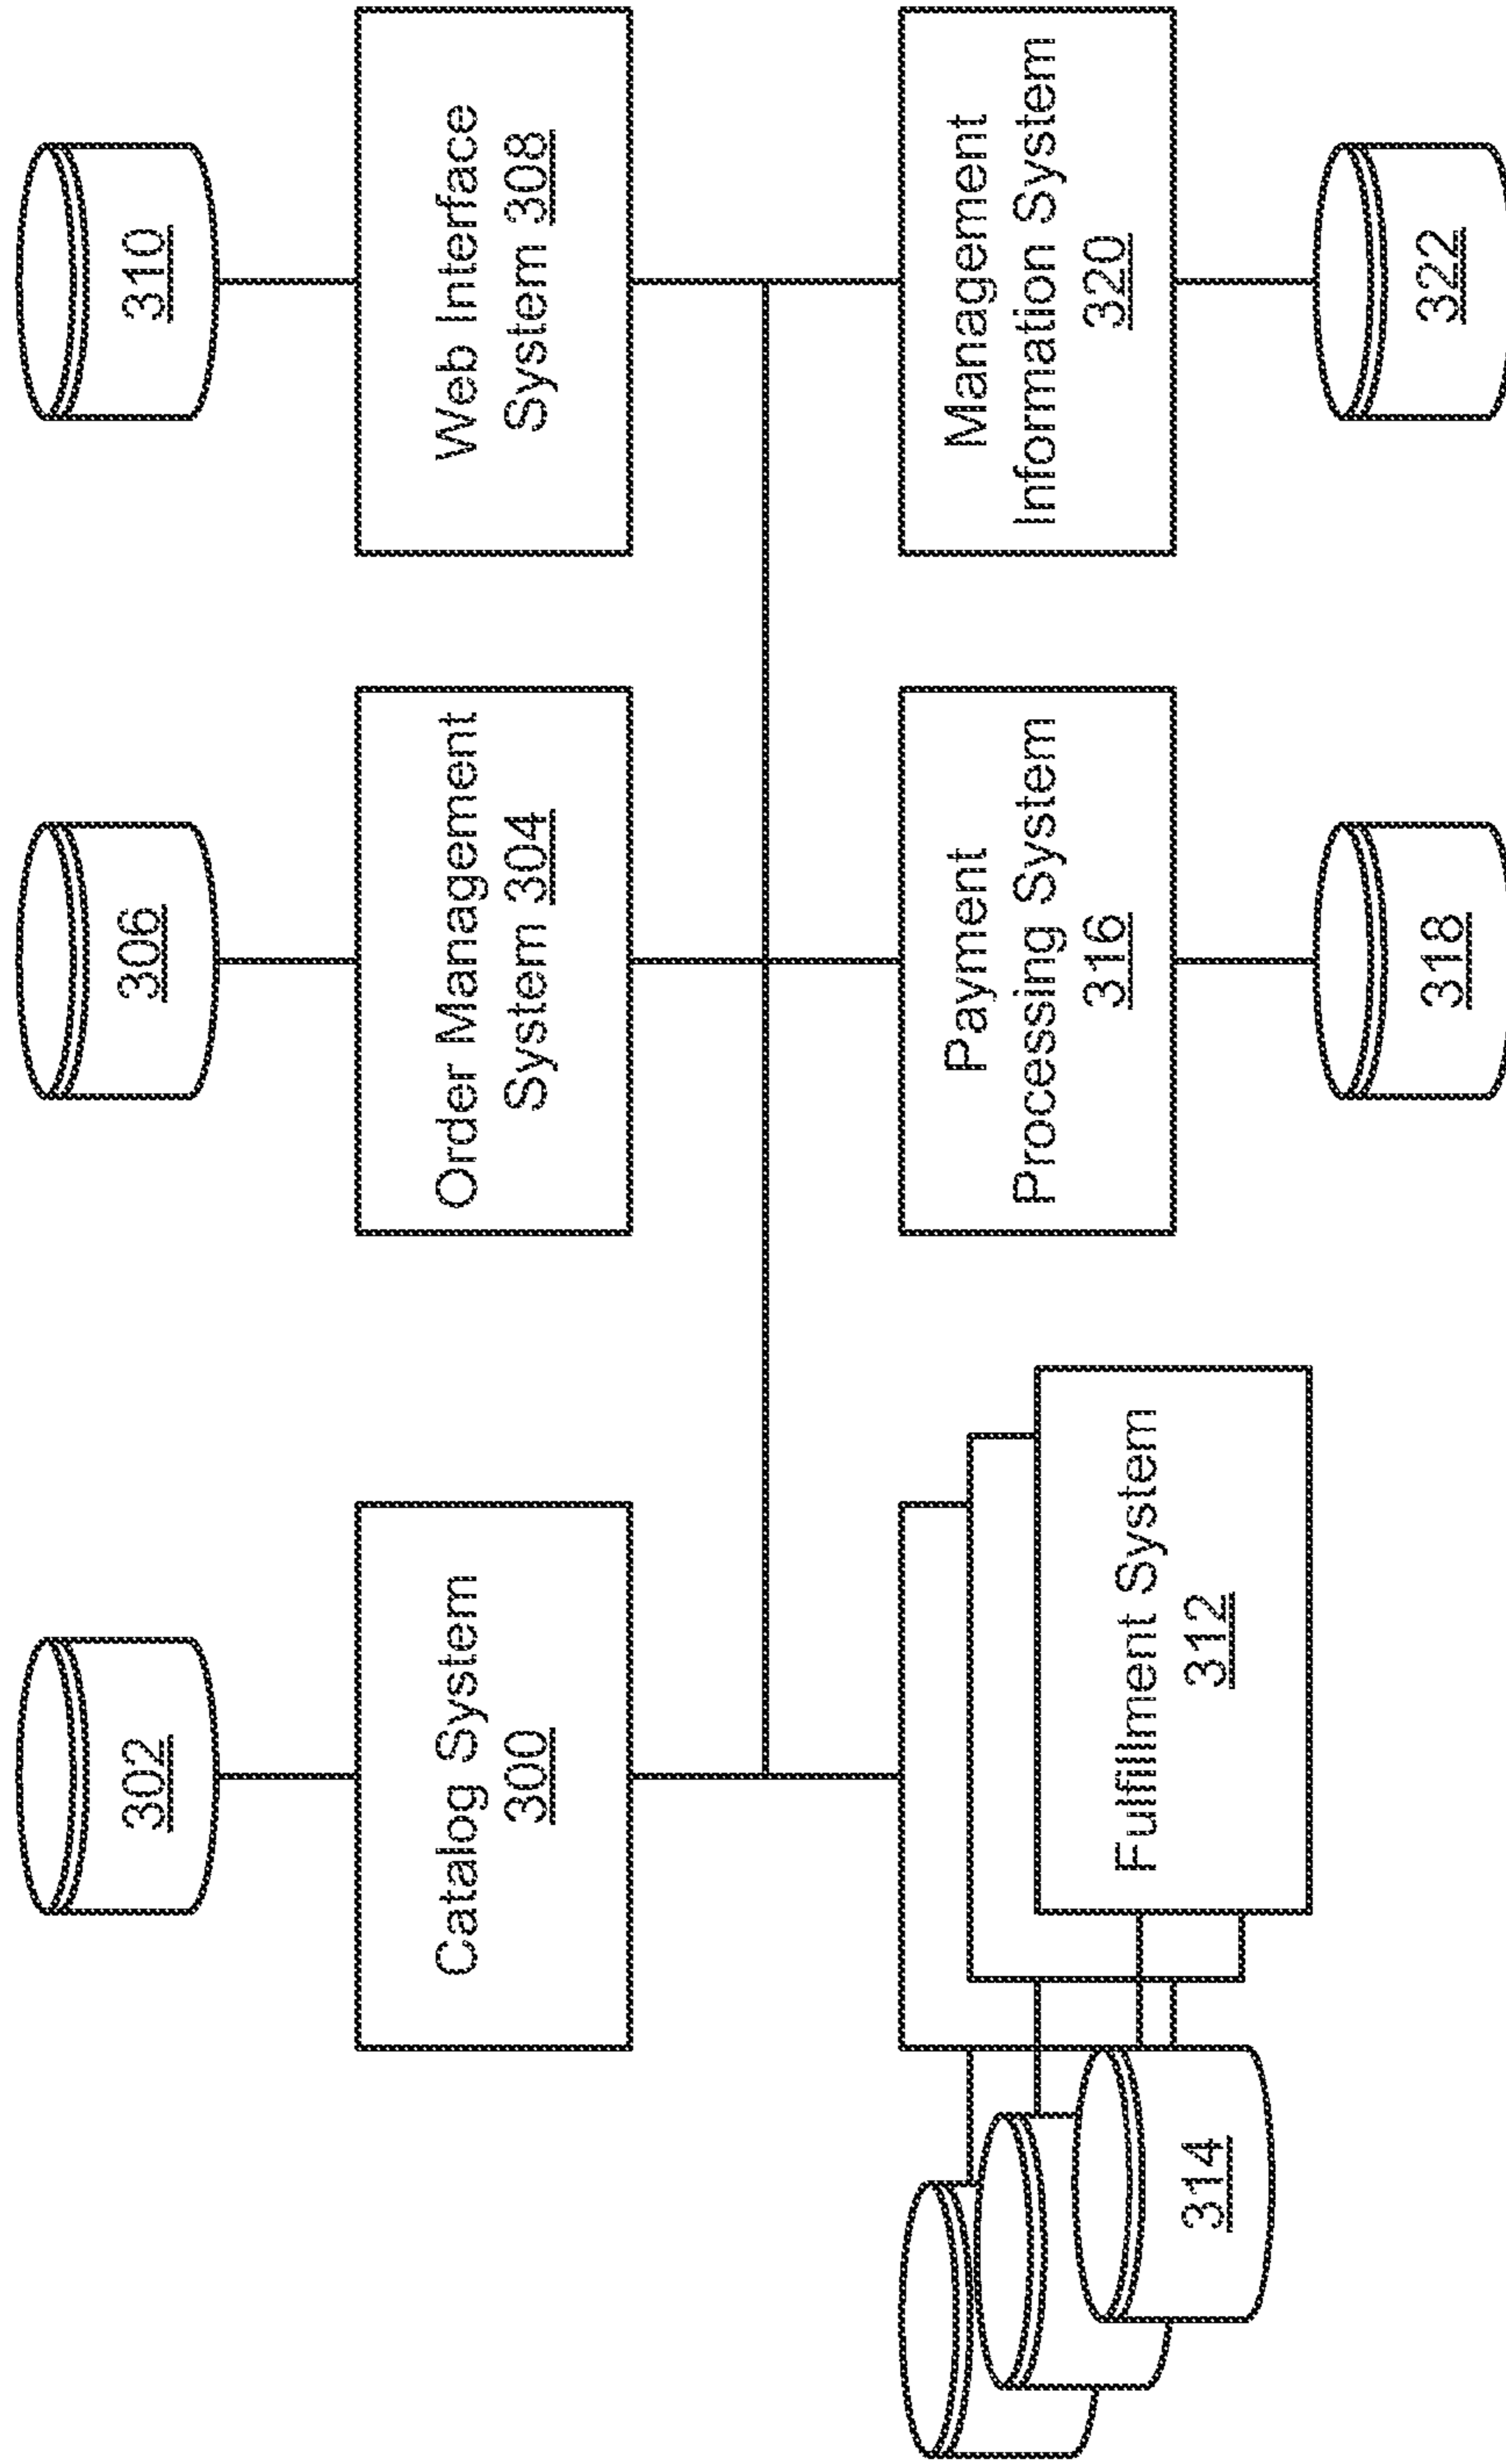 302
306
310
Catalog System
300
Order Management
System 304
Web Interface
System 308
314
Fulfillment System
312
Payment
Processing System
316
Management
Information System
320
318
322